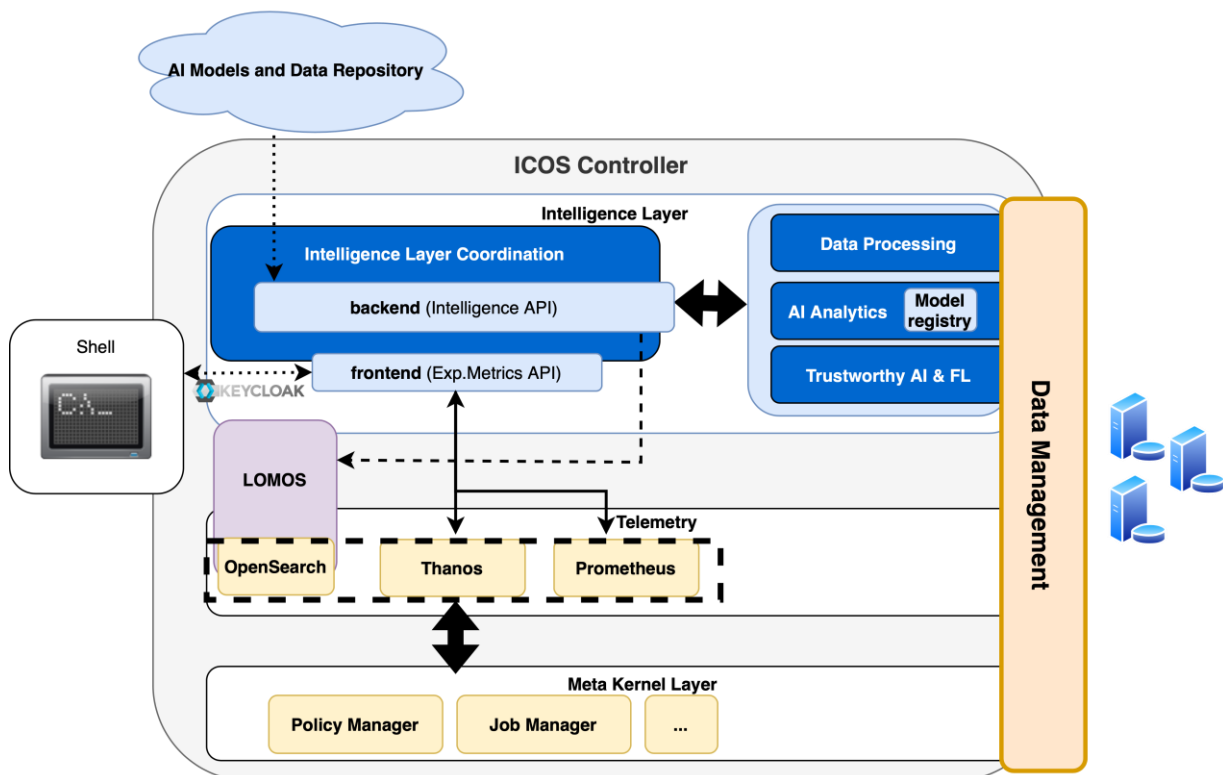 AI Models and Data Repository
ICOS Controller
Intelligence Layer
Intelligence Layer Coordination
backend (Intelligence API)
frontend (Exp.Metrics API)
Data Processing
AI Analytics
Model
registry
Trustworthy AI & FL
Shell
C:\_
KEYCLOAK
LOMOS
Telemetry
OpenSearch
Thanos
Prometheus
Meta Kernel Layer
Policy Manager
Job Manager
...
Data Management